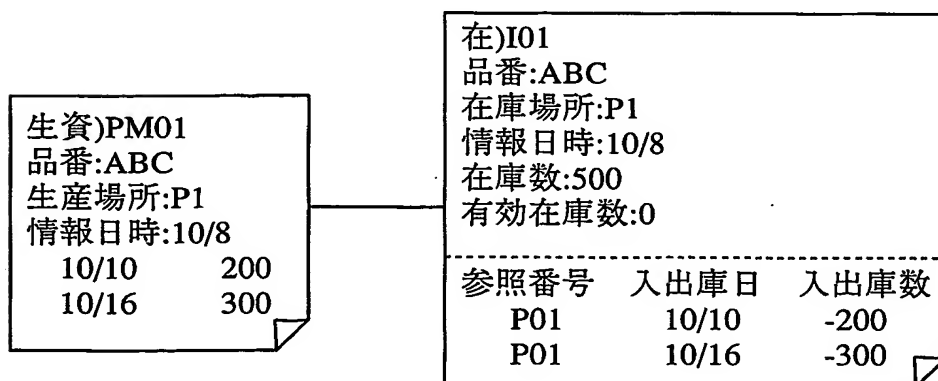 生資)PM01
品番:ABC
生産場所:P1
情報日時:10/8
10/10 200
10/16 300
在)I01
品番:ABC
在庫場所:P1
情報日時:10/8
在庫数:500
有効在庫数:0
参照番号 入出庫日 入出庫数
P01 10/10 -200
P01 10/16 -300